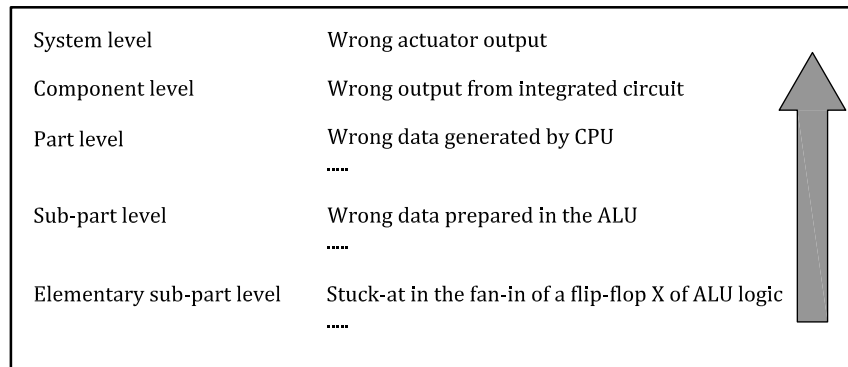 System level Wrong actuator output
Component level Wrong output from integrated circuit
Part level Wrong data generated by CPU
.....
Sub-part level Wrong data prepared in the ALU
.....
Elementary sub-part level Stuck-at in the fan-in of a flip-flop X of ALU logic
.....